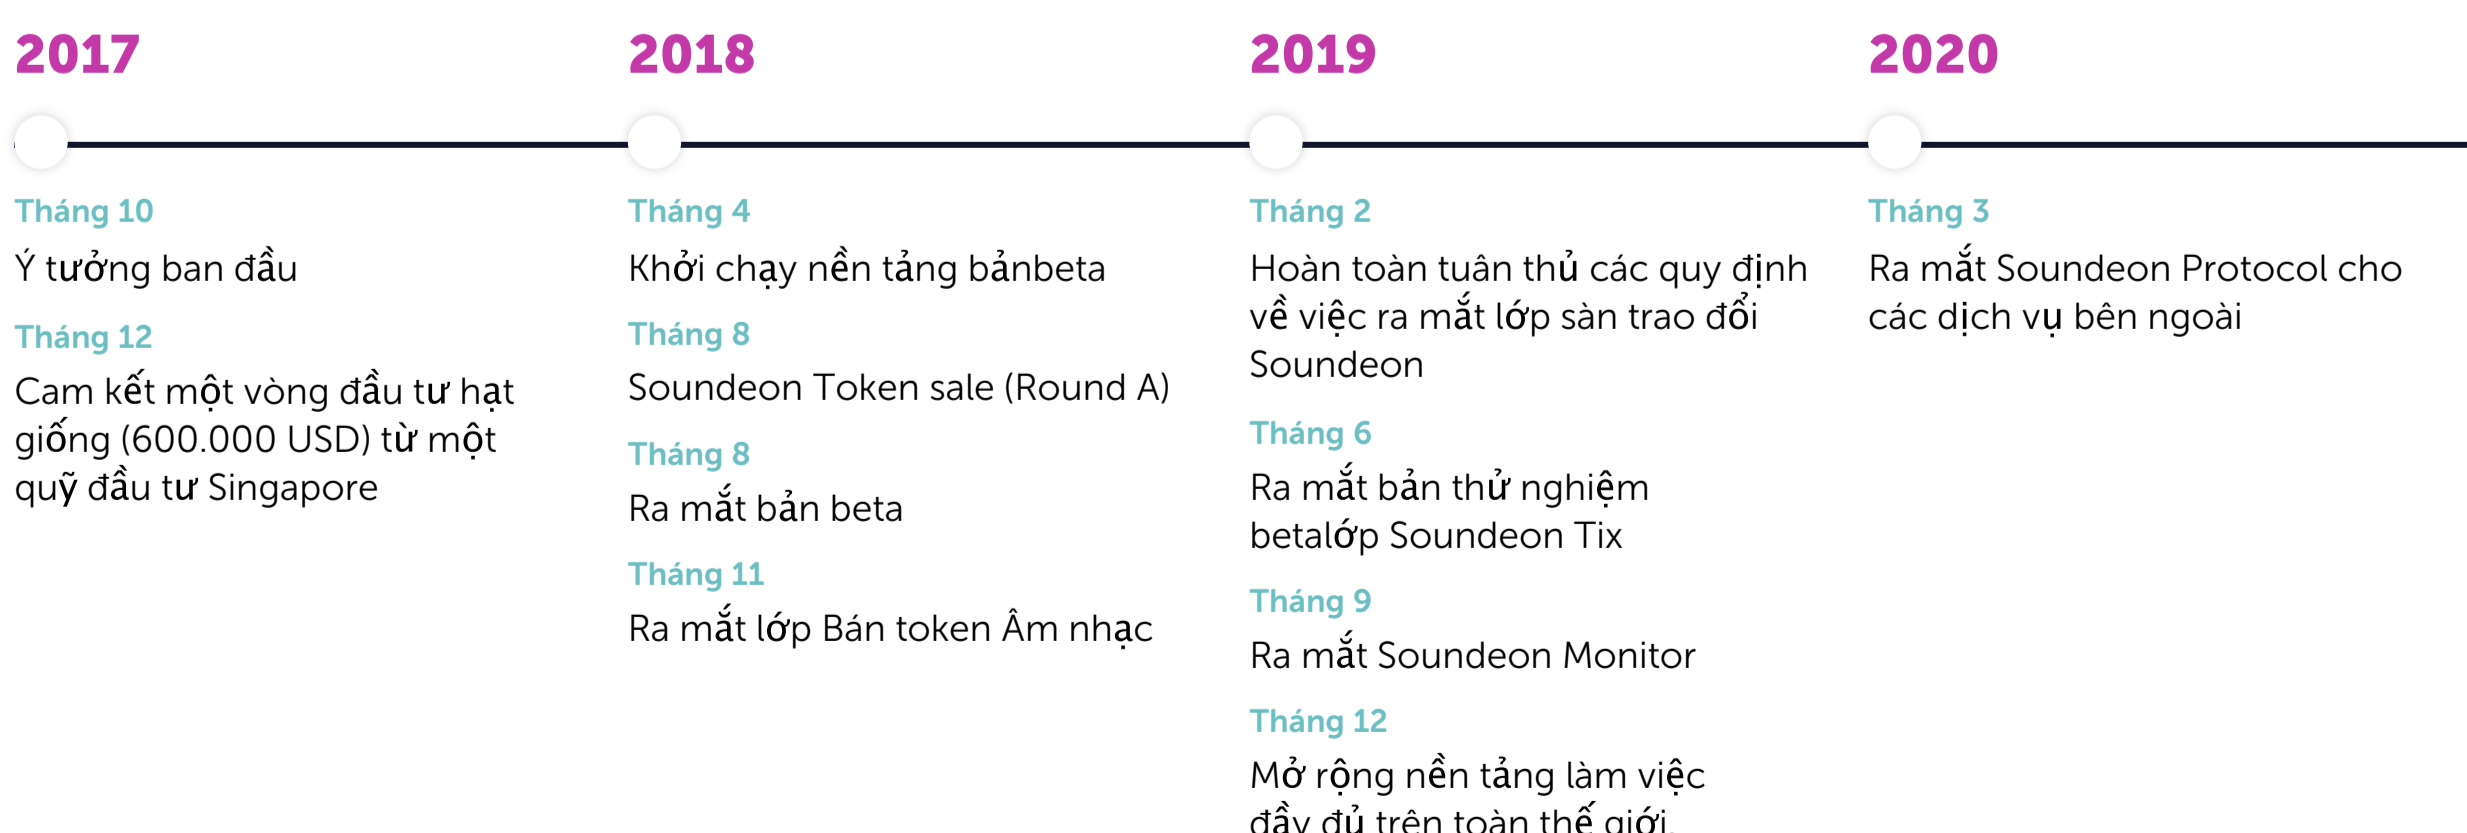 2017
Tháng 10
Ý tưởng ban đầu
Tháng 12
Cam kết một vòng đầu tư hạt
giống (600.000 USD) từ một
quỹ đầu tư Singapore
2018
Tháng 4
Khởi chạy nền tảng bảnbeta
Tháng 8
Soundeon Token sale (Round A)
Tháng 8
Ra mắt bản beta
Tháng 11
Ra mắt lớp Bán token Âm nhạc
2019
Tháng 2
Hoàn toàn tuân thủ các quy định
về việc ra mắt lớp sàn trao đổi
Soundeon
Tháng 6
Ra mắt bản thử nghiệm
betalớp Soundeon Tix
Tháng 9
Ra mắt Soundeon Monitor
Tháng 12
Mở rộng nền tảng làm việc
đầy đủ trên toàn thế giới.
2020
Tháng 3
Ra mắt Soundeon Protocol cho
các dịch vụ bên ngoài